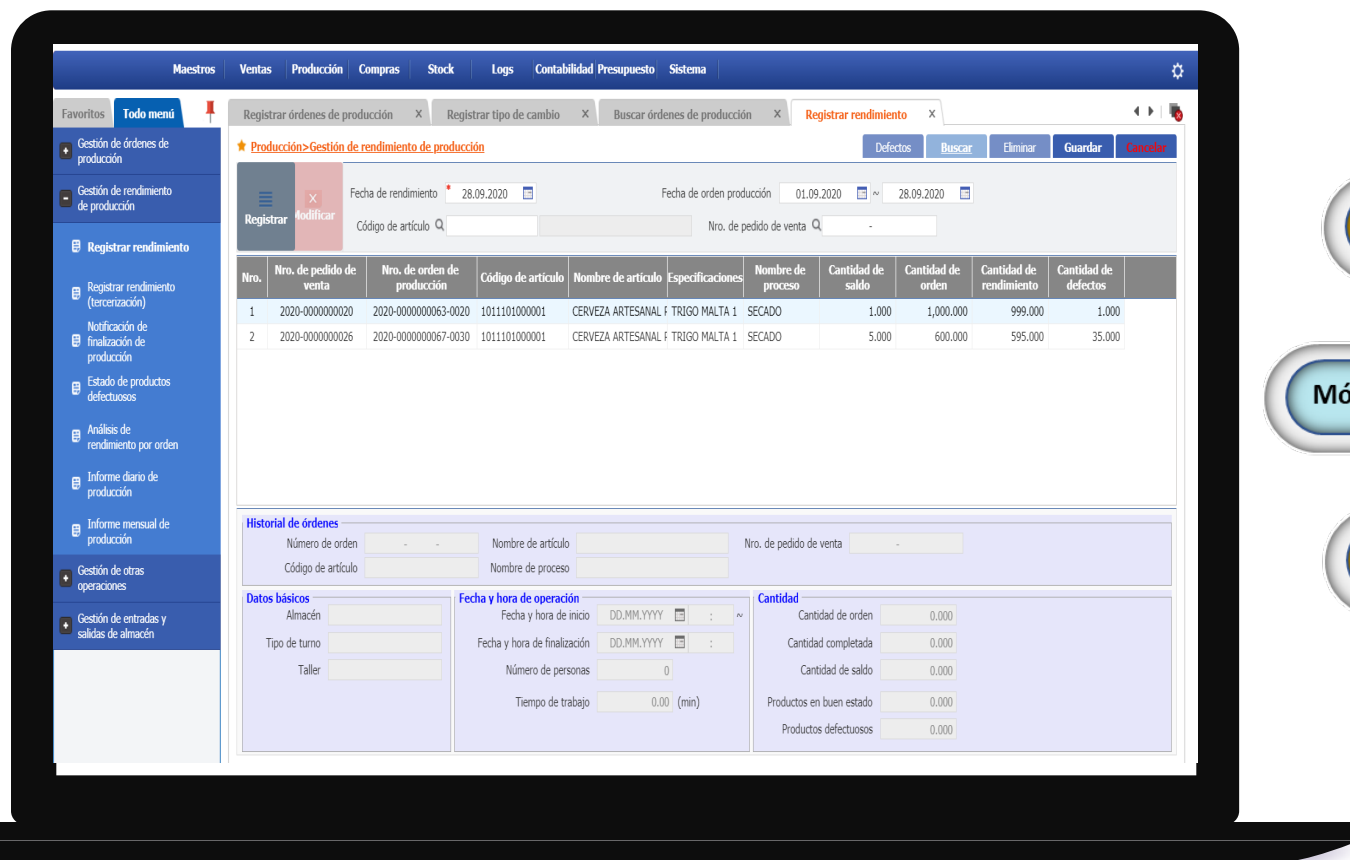 Maestros Ventas Producción Compras Stock Logs Contabilidad Presupuesto Sistema
Favoritos Todo menú
Registrar órdenes de producción X Registrar tipo de cambio X Buscar órdenes de producción X Registrar rendimiento X
Gestión de órdenes de
producción
Gestión de rendimiento
de producción
Registrar rendimiento
Registrar rendimiento
(tercerización)
Notificación de
finalización de
producción
Estado de productos
defectuosos
Análisis de
rendimiento por orden
Informe diario de
producción
Informe mensual de
producción
Gestión de otras
operaciones
Gestión de entradas y
salidas de almacén
Producción>Gestión de rendimiento de producción
Defectos Buscar Eliminar Guardar Cancelar
Registrar Modificar
Fecha de rendimiento * 28.09.2020 Fecha de orden producción 01.09.2020 ~ 28.09.2020
Código de artículo Nro. de pedido de venta -
Nro. Nro. de pedido de venta Nro. de orden de producción Código de artículo Nombre de artículo Especificaciones Nombre de proceso Cantidad de saldo Cantidad de orden Cantidad de rendimiento Cantidad de defectos
1 2020-0000000020 2020-0000000063-0020 1011101000001 CERVEZA ARTESANAL TRIGO MALTA 1 SECADO 1.000 1,000.000 999.000 1.000
2 2020-0000000026 2020-0000000067-0030 1011101000001 CERVEZA ARTESANAL TRIGO MALTA 1 SECADO 5.000 600.000 595.000 35.000
Historial de órdenes
Número de orden - - Nombre de artículo Nro. de pedido de venta -
Código de artículo Nombre de proceso
Datos básicos
Almacén
Tipo de turno
Taller
Fecha y hora de operación
Fecha y hora de inicio DD.MM.YYYY : ~
Fecha y hora de finalización DD.MM.YYYY :
Número de personas 0
Tiempo de trabajo 0.00 (min)
Cantidad
Cantidad de orden 0.000
Cantidad completada 0.000
Cantidad de saldo 0.000
Productos en buen estado 0.000
Productos defectuosos 0.000
Mó